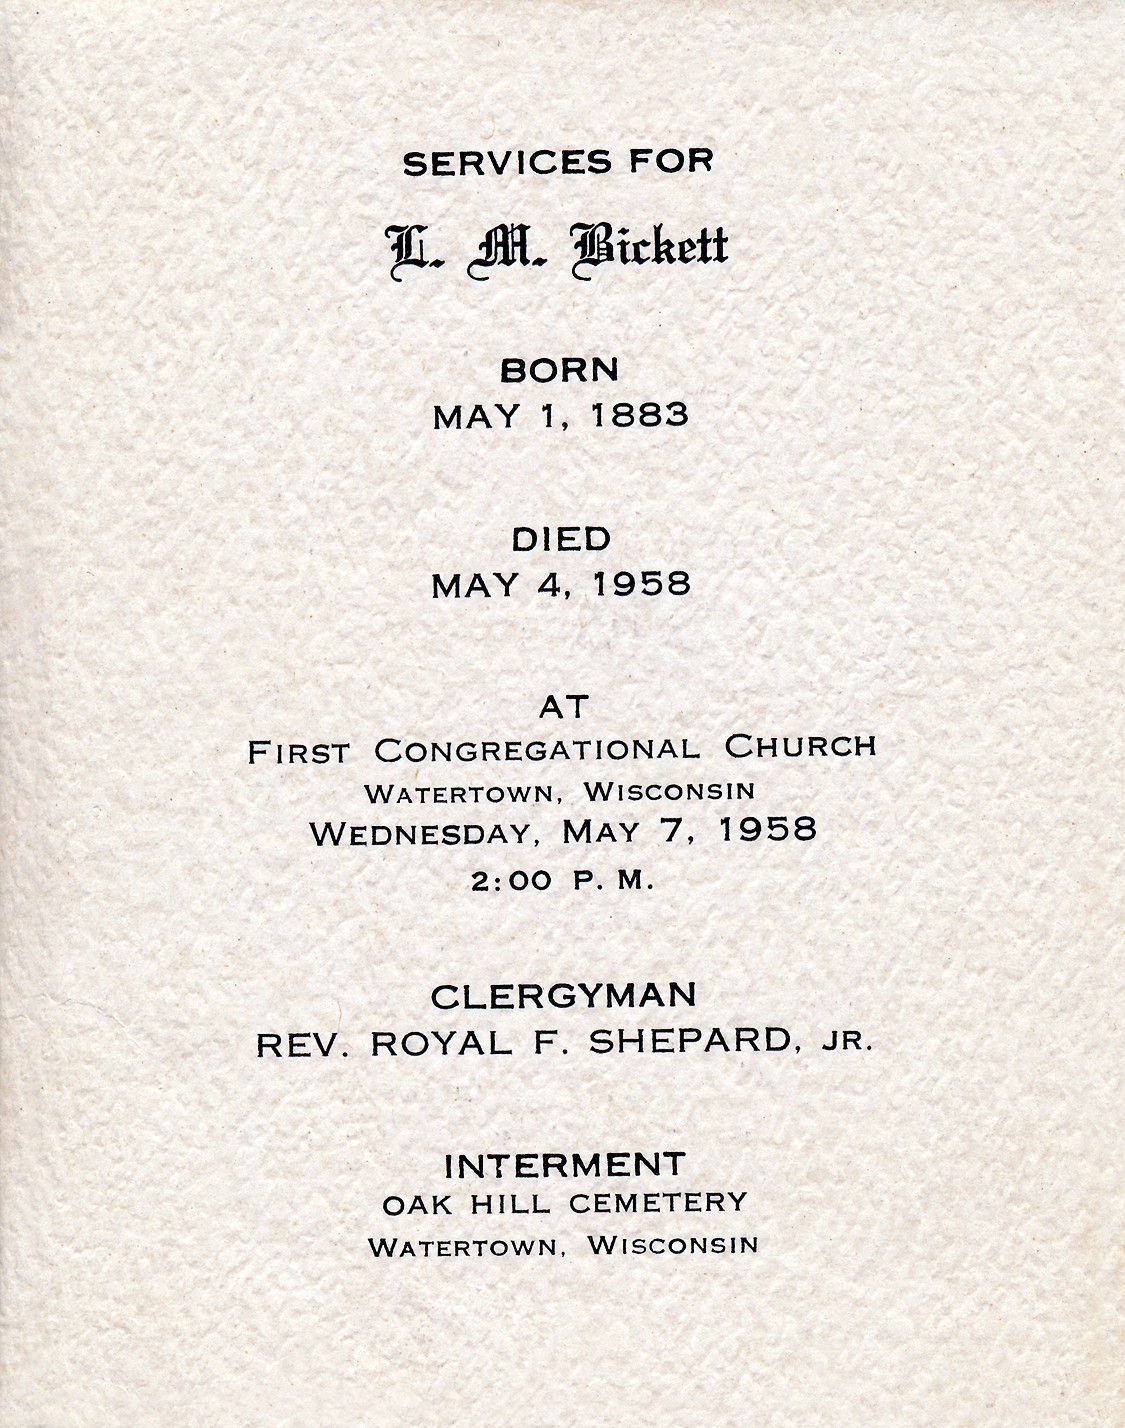 SERVICES FOR
L. M. Bickett
BORN
MAY 1, 1883
DIED
MAY 4, 1958
AT
FIRST CONGREGATIONAL CHURCH
WATERTOWN, WISCONSIN
WEDNESDAY, MAY 7, 1958
2:00 P. M.
CLERGYMAN
REV. ROYAL F. SHEPARD, JR.
INTERMENT
OAK HILL CEMETERY
WATERTOWN, WISCONSIN